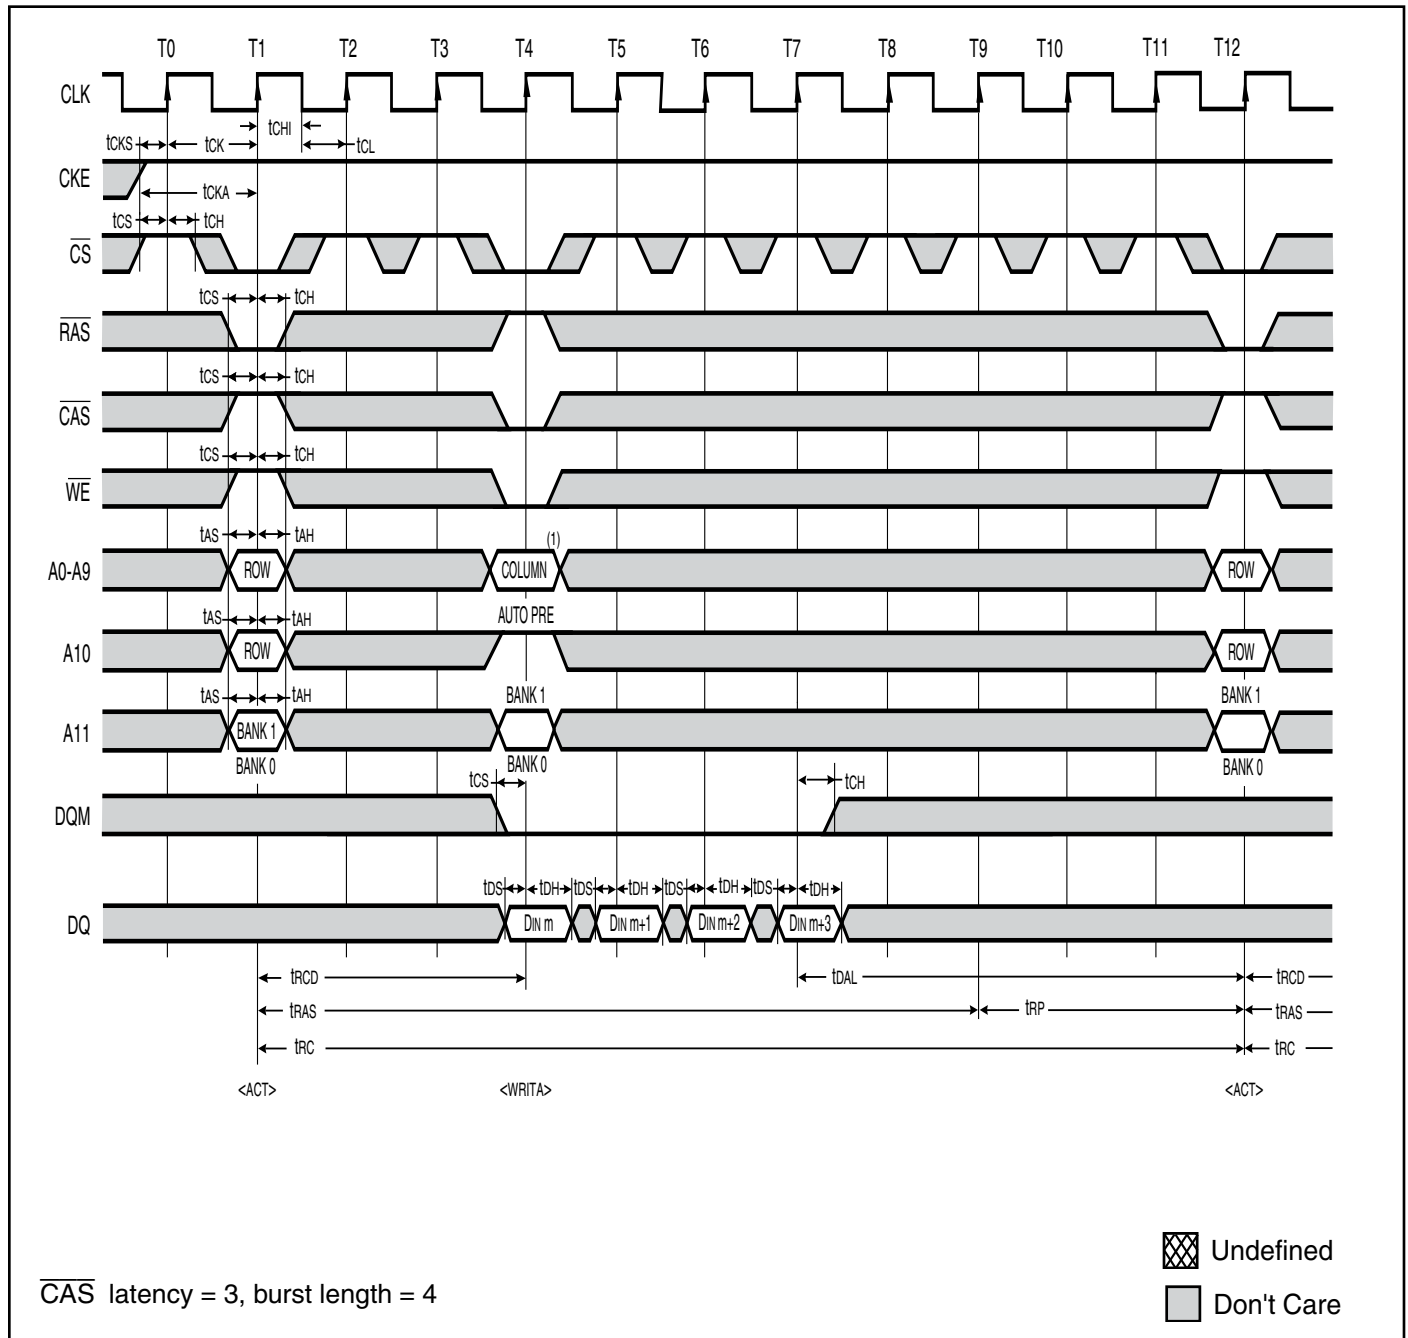 T0 T1 T2 T3 T4 T5 T6 T7 T8 T9 T10 T11 T12
CLK
tCHI
tCKS tCK tCL
CKE
tCKA
tCS tCH
CS
tCS tCH
RAS
tCS tCH
CAS
tCS tCH
WE
tAS tAH (1)
A0-A9 ROW COLUMN ROW
tAS tAH AUTO PRE
A10 ROW ROW
tAS tAH BANK 1 BANK 1
A11 BANK 1
BANK 0 BANK 0 BANK 0
tCS tCH
DQM
tDS tDH tDS tDH tDS tDH tDS tDH
DQ DIN m DIN m+1 DIN m+2 DIN m+3
tRCD tDAL tRCD
tRAS tRP tRAS
tRC tRC
<ACT> <WRITA> <ACT>
Undefined
CAS latency = 3, burst length = 4
Don't Care